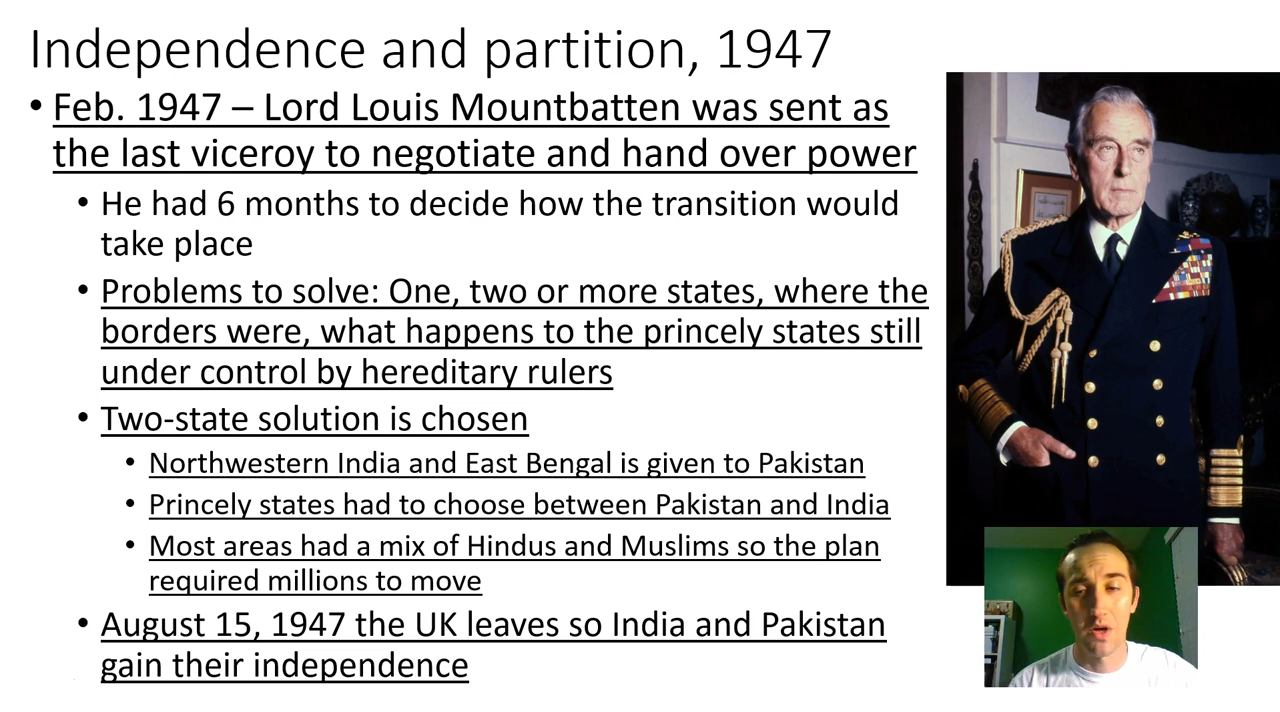 Independence and partition, 1947
• Feb. 1947 – Lord Louis Mountbatten was sent as
the last viceroy to negotiate and hand over power
• He had 6 months to decide how the transition would
take place
• Problems to solve: One, two or more states, where the
borders were, what happens to the princely states still
under control by hereditary rulers
• Two-state solution is chosen
• Northwestern India and East Bengal is given to Pakistan
• Princely states had to choose between Pakistan and India
• Most areas had a mix of Hindus and Muslims so the plan
required millions to move
• August 15, 1947 the UK leaves so India and Pakistan
gain their independence